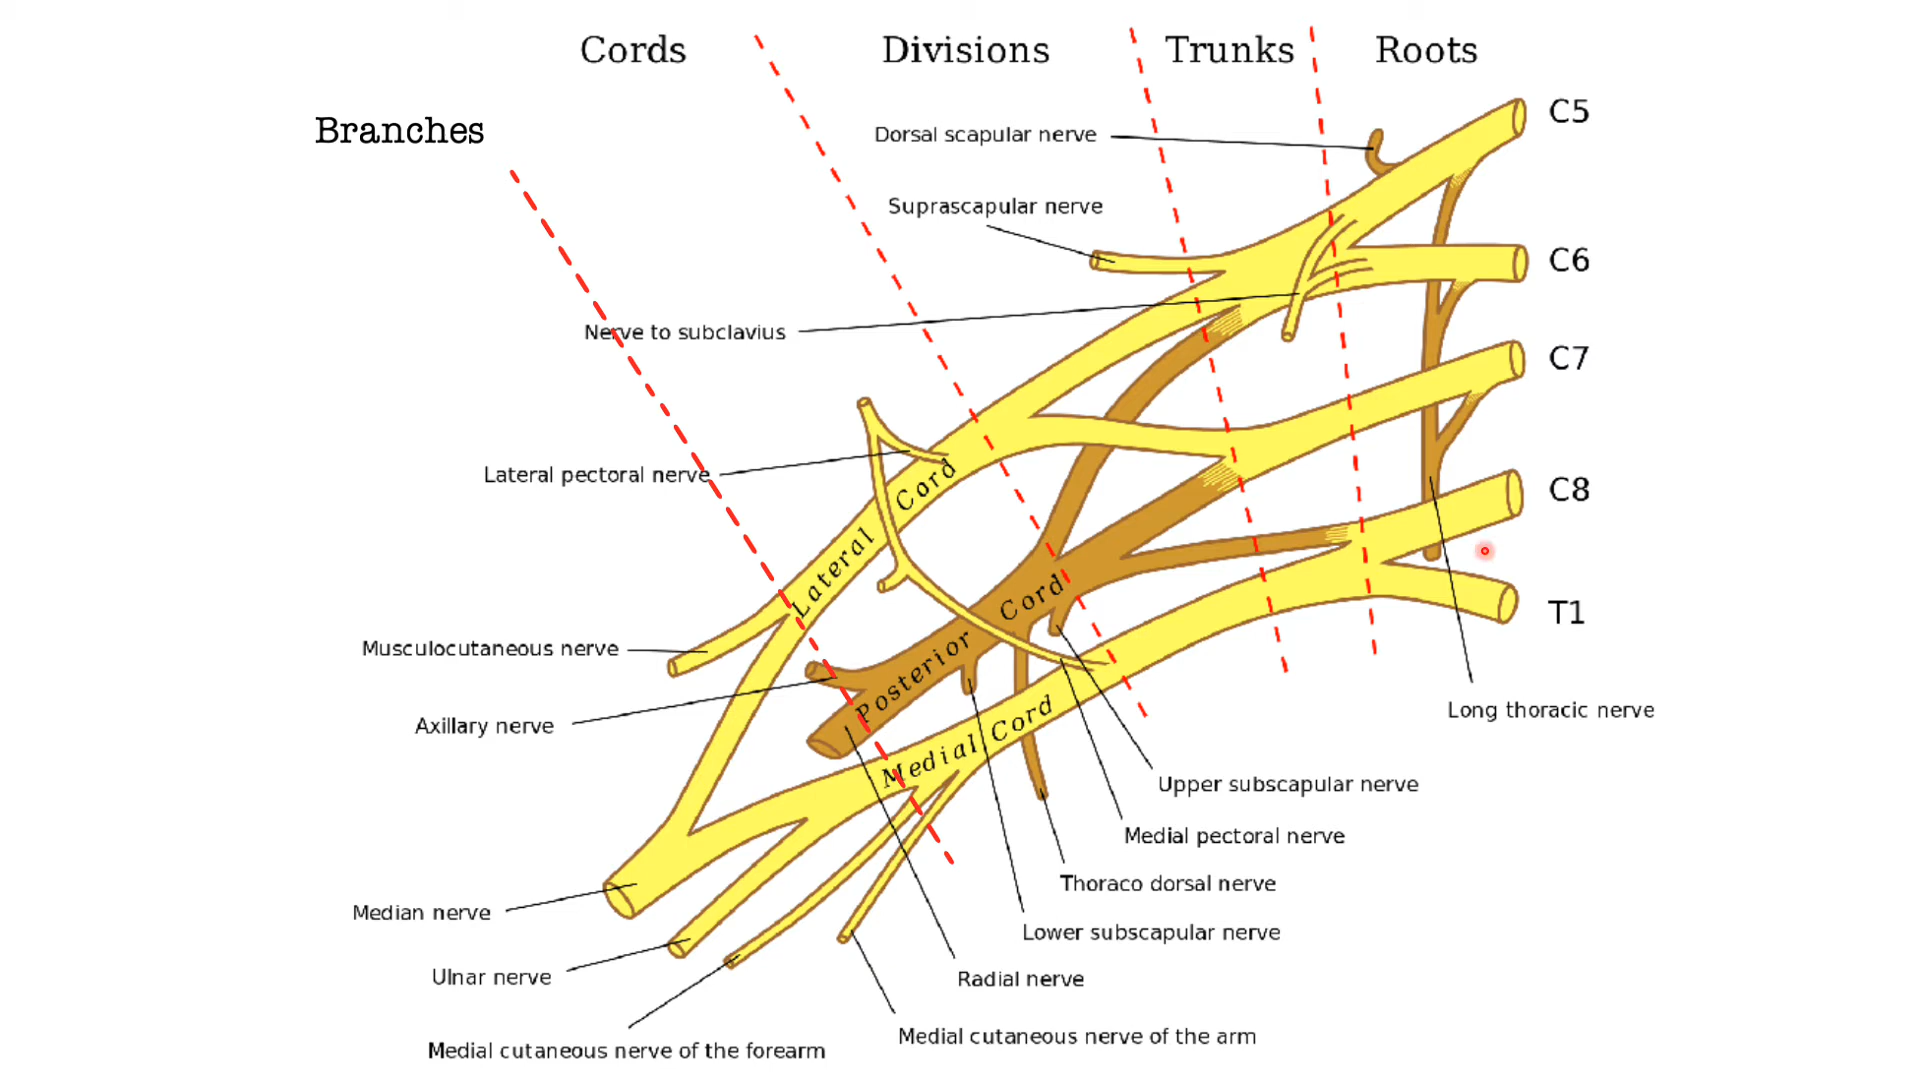 Cords
Divisions
Trunks
Roots
Branches
C5
Dorsal scapular nerve
Suprascapular nerve
C6
Nerve to subclavius
C7
Lateral pectoral nerve
C8
Lateral Cord
Posterior Cord
Medial Cord
T1
Musculocutaneous nerve
Axillary nerve
Long thoracic nerve
Upper subscapular nerve
Medial pectoral nerve
Thoraco dorsal nerve
Median nerve
Lower subscapular nerve
Ulnar nerve
Radial nerve
Medial cutaneous nerve of the arm
Medial cutaneous nerve of the forearm